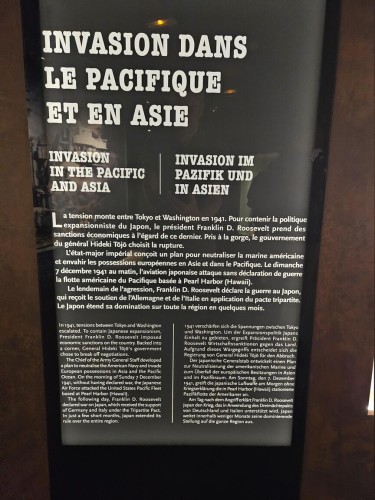 INVASION DANS
LE PACIFIQUE
ET EN ASIE
INVASION
IN THE PACIFIC
AND ASIA
INVASION IM
PAZIFIK UND
IN ASIEN
La tension monte entre Tokyo et Washington en 1941. Pour contenir la politique
expansionniste du Japon, le président Franklin D. Roosevelt prend des
sanctions économiques à l'égard de ce dernier. Pris à la gorge, le gouvernement
du général Hideki Tōjō choisit la rupture.
L'état-major impérial conçoit un plan pour neutraliser la marine américaine
et envahir les possessions européennes en Asie et dans le Pacifique. Le dimanche
7 décembre 1941 au matin, l'aviation japonaise attaque sans déclaration de guerre
la flotte américaine du Pacifique basée à Pearl Harbor (Hawaii).
Le lendemain de l'agression, Franklin D. Roosevelt déclare la guerre au Japon,
qui reçoit le soutien de l'Allemagne et de l'Italie en application du pacte tripartite.
Le Japon étend sa domination sur toute la région en quelques mois.
In 1941, tensions between Tokyo and Washington
escalated. To contain Japanese expansionism,
President Franklin D. Roosevelt imposed
economic sanctions on the country. Backed into
a corner, General Hideki Tōjō's government
chose to break off negotiations.
The Chief of the Army General Staff developed
a plan to neutralise the American Navy and invade
European possessions in Asia and the Pacific
Ocean. On the morning of Sunday 7 December
1941, without having declared war, the Japanese
Air Force attacked the United States Pacific Fleet
based at Pearl Harbor (Hawaii).
The following day, Franklin D. Roosevelt
declared war on Japan, which received the support
of Germany and Italy under the Tripartite Pact.
In just a few short months, Japan extended its
rule over the entire region.
1941 verschärfen sich die Spannungen zwischen Tokyo
und Washington. Um der Expansionspolitik Japans
Einhalt zu gebieten, ergreift Präsident Franklin D.
Roosevelt Wirtschaftssanktionen gegen das Land.
Aufgrund dieses Würgegriffs entscheidet sich die
Regierung von General Hideki Tōjō für den Abbruch.
Der japanische Generalstab entwickelt einen Plan
zur Neutralisierung der amerikanischen Marine und
zum Überfall der europäischen Besitzungen in Asien
und im Pazifikraum. Am Sonntag, den 7. Dezember
1941, greift die japanische Luftwaffe am Morgen ohne
Kriegserklärung die in Pearl Harbor (Hawaii) stationierte
Pazifikflotte der Amerikaner an.
Am Tag nach dem Angriff erklärt Franklin D. Roosevelt
Japan den Krieg, das in Anwendung des Dreimächtepakts
von Deutschland und Italien unterstützt wird. Japan
weitet innerhalb weniger Monate seine dominierende
Stellung auf die ganze Region aus.